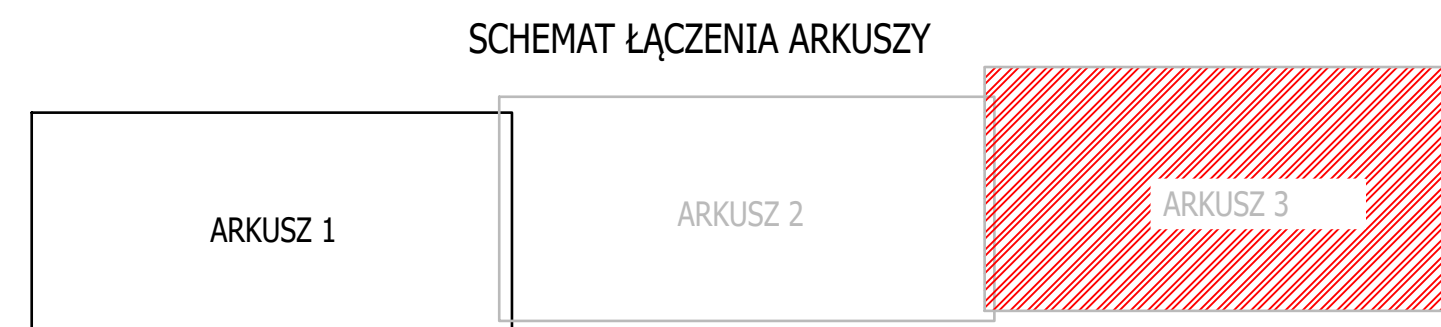 SCHEMAT ŁĄCZENIA ARKUSZY
ARKUSZ 1
ARKUSZ 2
ARKUSZ 3